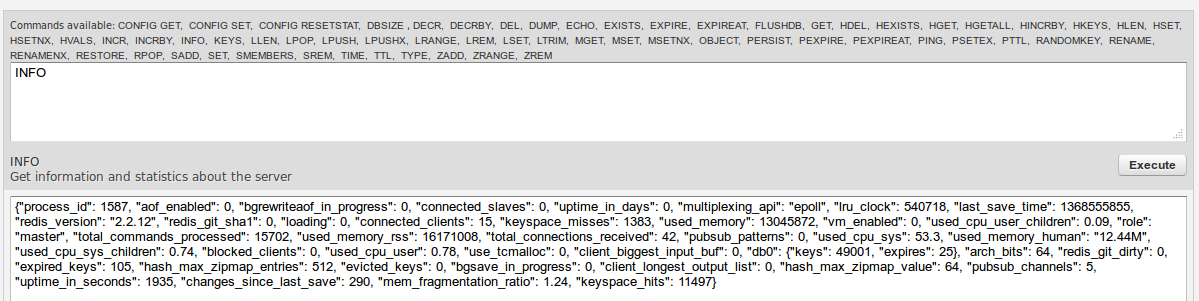 Commands available: CONFIG GET, CONFIG SET, CONFIG RESETSTAT, DBSIZE , DECR, DECRBY, DEL, DUMP, ECHO, EXISTS, EXPIRE, EXPIREAT, FLUSHDB, GET, HDEL, HEXISTS, HGET, HGETALL, HINCRBY, HKEYS, HLEN, HSET,
HSETNX, HVALS, INCR, INCRBY, INFO, KEYS, LLEN, LPOP, LPUSH, LPUSHX, LRANGE, LREM, LSET, LTRIM, MGET, MSET, MSETNX, OBJECT, PERSIST, PEXPIRE, PEXPIREAT, PING, PSETEX, PTTL, RANDOMKEY, RENAME,
RENAMENX, RESTORE, RPOP, SADD, SET, SMEMBERS, SREM, TIME, TTL, TYPE, ZADD, ZRANGE, ZREM
INFO
INFO
Get information and statistics about the server
Execute
{"process_id": 1587, "aof_enabled": 0, "bgrewriteaof_in_progress": 0, "connected_slaves": 0, "uptime_in_days": 0, "multiplexing_api": "epoll", "lru_clock": 540718, "last_save_time": 1368555855,
"redis_version": "2.2.12", "redis_git_sha1": 0, "loading": 0, "connected_clients": 15, "keyspace_misses": 1383, "used_memory": 13045872, "vm_enabled": 0, "used_cpu_user_children": 0.09, "role":
"master", "total_commands_processed": 15702, "used_memory_rss": 16171008, "total_connections_received": 42, "pubsub_patterns": 0, "used_cpu_sys": 53.3, "used_memory_human": "12.44M",
"used_cpu_sys_children": 0.74, "blocked_clients": 0, "used_cpu_user": 0.78, "use_tcmalloc": 0, "client_biggest_input_buf": 0, "db0": {"keys": 49001, "expires": 25}, "arch_bits": 64, "redis_git_dirty": 0,
"expired_keys": 105, "hash_max_zipmap_entries": 512, "evicted_keys": 0, "bgsave_in_progress": 0, "client_longest_output_list": 0, "hash_max_zipmap_value": 64, "pubsub_channels": 5,
"uptime_in_seconds": 1935, "changes_since_last_save": 290, "mem_fragmentation_ratio": 1.24, "keyspace_hits": 11497}